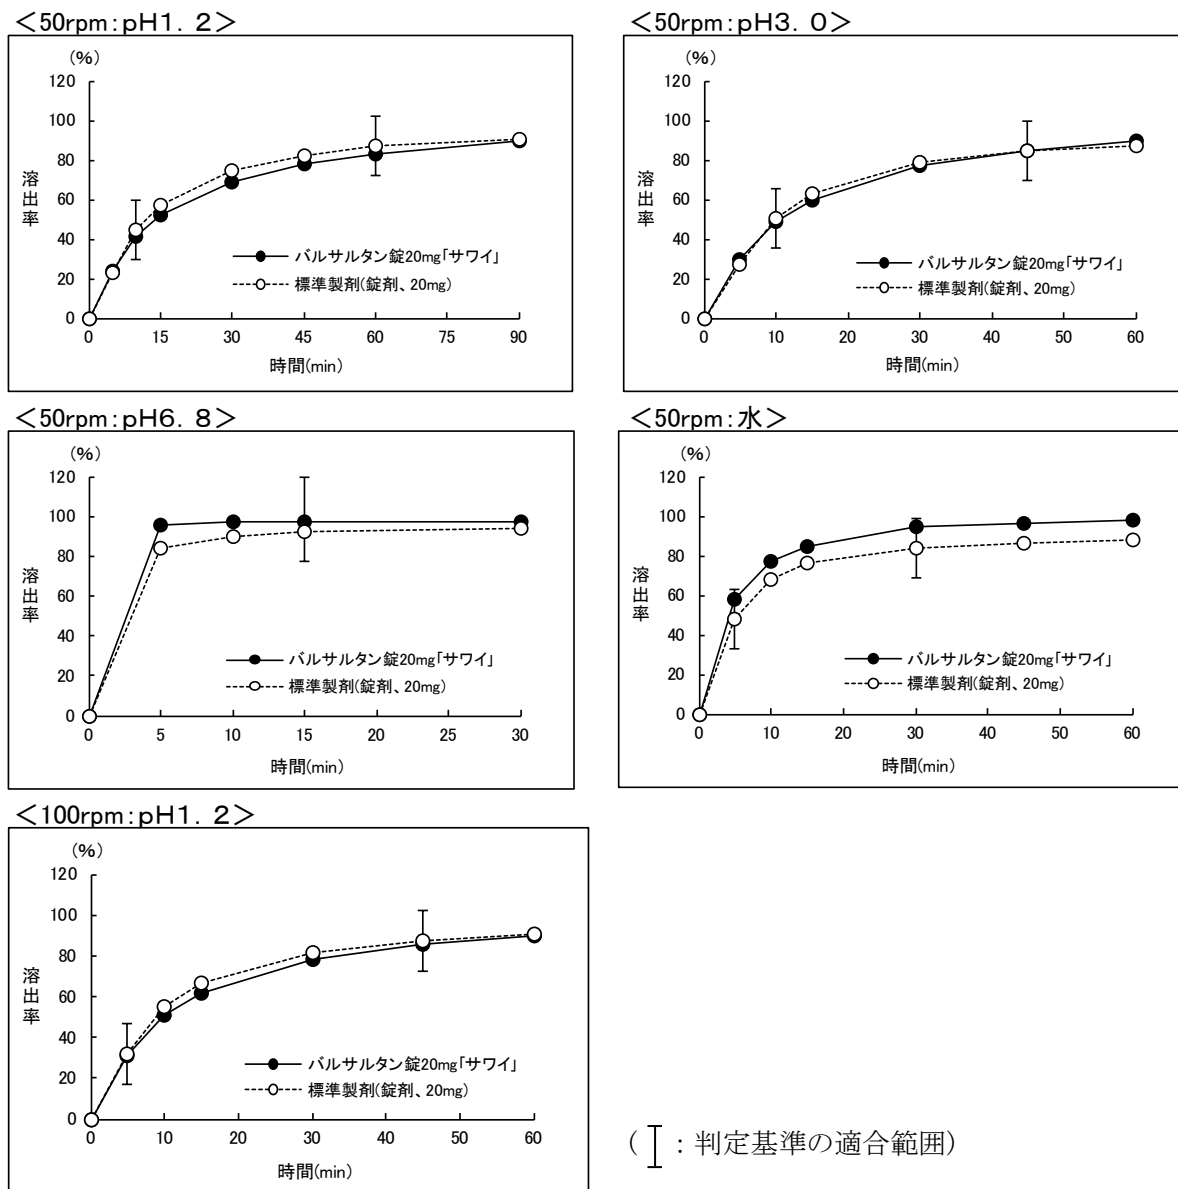 ＜50rpm：pH1．2＞
(%)
120
100
80
60
40
20
0
溶出率
バルサルタン錠20mg｢サワイ｣
標準製剤(錠剤、20mg)
0 15 30 45 60 75 90
時間(min)
＜50rpm：pH3．0＞
(%)
120
100
80
60
40
20
0
溶出率
バルサルタン錠20mg｢サワイ｣
標準製剤(錠剤、20mg)
0 10 20 30 40 50 60
時間(min)
＜50rpm：pH6．8＞
(%)
120
100
80
60
40
20
0
溶出率
バルサルタン錠20mg｢サワイ｣
標準製剤(錠剤、20mg)
0 5 10 15 20 25 30
時間(min)
＜50rpm：水＞
(%)
120
100
80
60
40
20
0
溶出率
バルサルタン錠20mg｢サワイ｣
標準製剤(錠剤、20mg)
0 10 20 30 40 50 60
時間(min)
＜100rpm：pH1．2＞
(%)
120
100
80
60
40
20
0
溶出率
バルサルタン錠20mg｢サワイ｣
標準製剤(錠剤、20mg)
0 10 20 30 40 50 60
時間(min)
( ：判定基準の適合範囲)